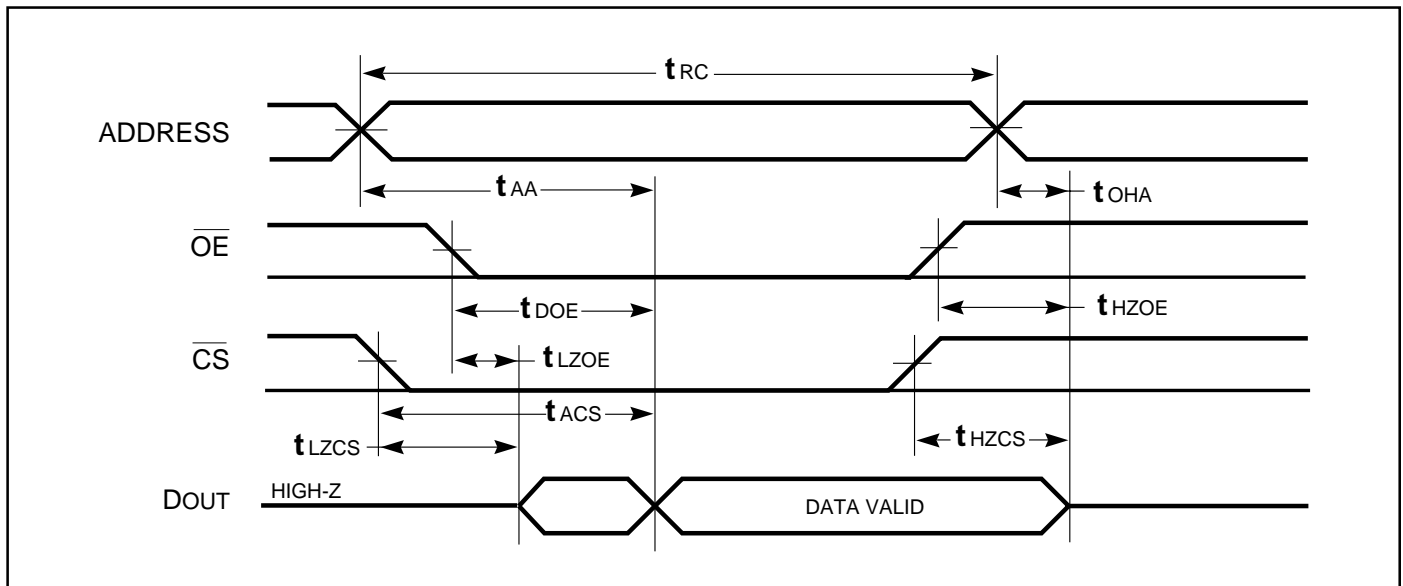 tRC
ADDRESS
tAA
tOHA
OE
tDOE
tHZOE
CS
tLZOE
tACS
tLZCS
tHZCS
DOUT
HIGH-Z
DATA VALID